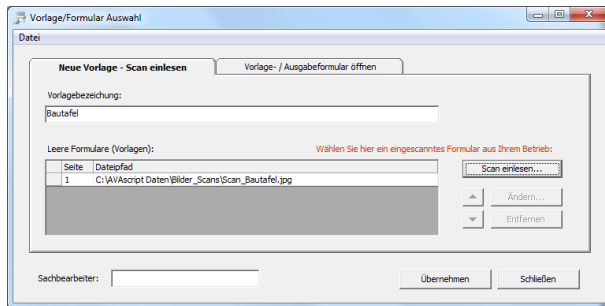 Vorlage/Formular Auswahl
Datei
Neue Vorlage - Scan einlesen
Vorlage- / Ausgabeformular öffnen
Vorlagebezeichung:
Bautafel
Leere Formulare (Vorlagen):
Wählen Sie hier ein eingescanntes Formular aus Ihrem Betrieb:
Seite Dateipfad
1 C:\AVAscript Daten\Bilder_Scans\Scan_Bautafel.jpg
Scan einlesen...
Ändern...
Entfernen
Sachbearbeiter:
Übernehmen
Schließen